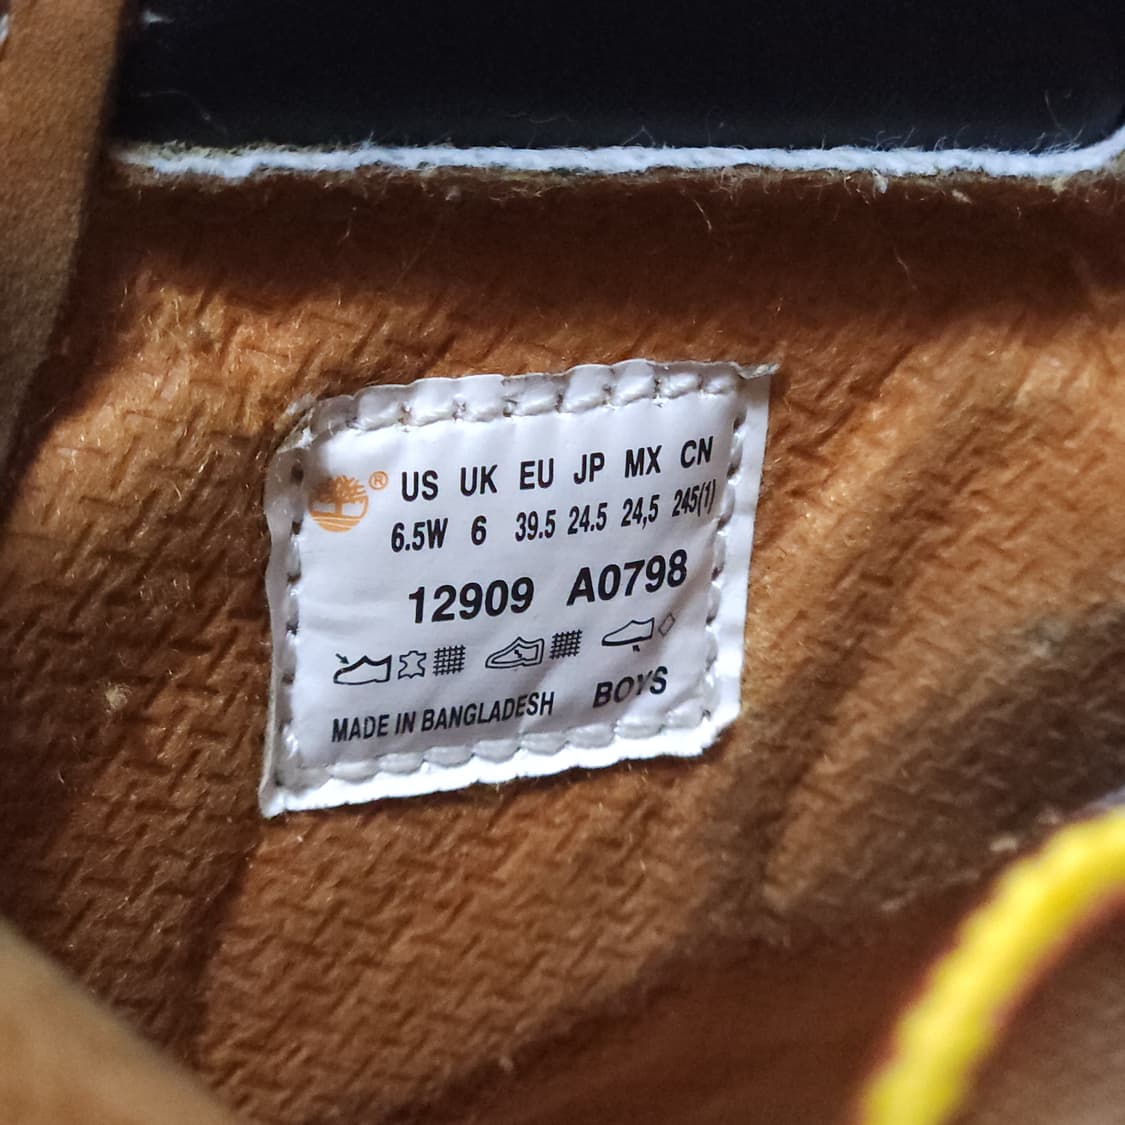 ® US UK EU JP MX CN
6.5W 6 39.5 24.5 24,5 245(1)
12909 A0798
MADE IN BANGLADESH BOYS